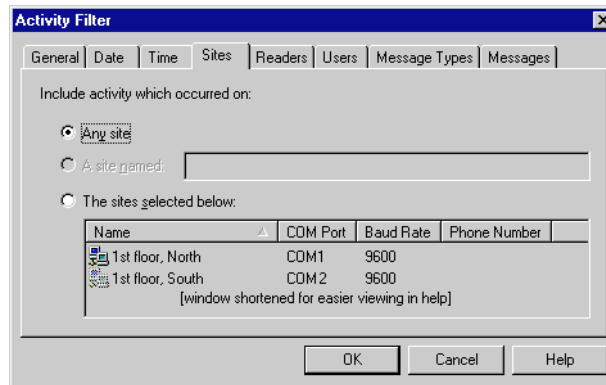 Activity Filter
General Date Time Sites Readers Users Message Types Messages
Include activity which occurred on:
Any site
A site named:
The sites selected below:
Name COM Port Baud Rate Phone Number
1st floor, North COM1 9600
1st floor, South COM2 9600
[window shortened for easier viewing in help]
OK Cancel Help